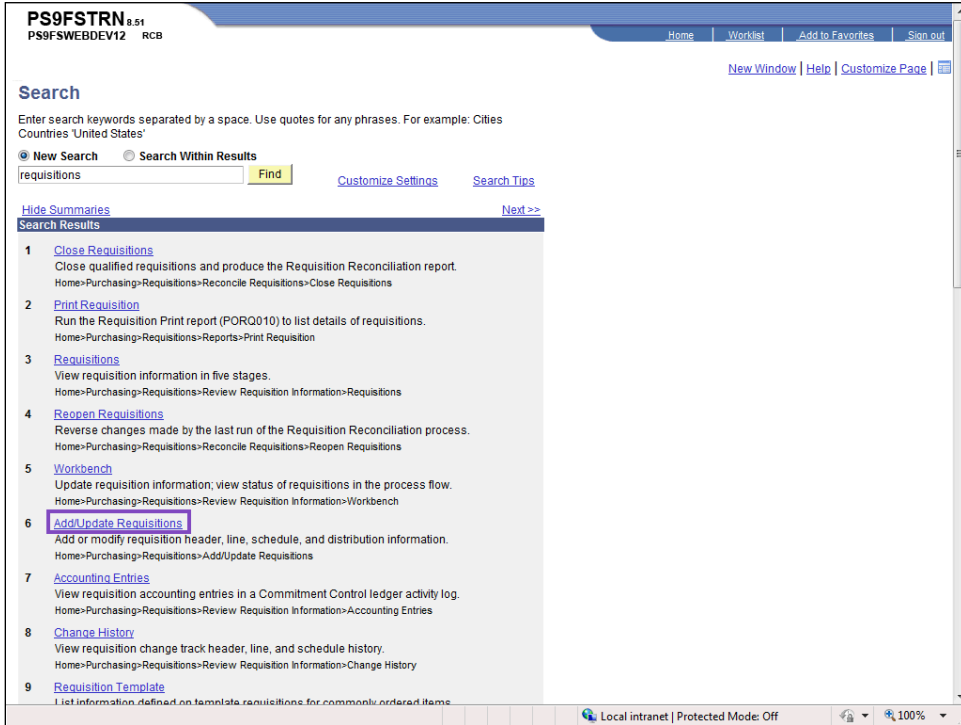 PS9FSTRN 8.51
PS9FSWEBDEV12 RCB
Home Worklist Add to Favorites Sign out
New Window | Help | Customize Page |
Search
Enter search keywords separated by a space. Use quotes for any phrases. For example: Cities
Countries 'United States'
New Search Search Within Results
requisitions Find Customize Settings Search Tips
Hide Summaries Next >>
Search Results
1 Close Requisitions
Close qualified requisitions and produce the Requisition Reconciliation report.
Home>Purchasing>Requisitions>Reconcile Requisitions>Close Requisitions
2 Print Requisition
Run the Requisition Print report (PORQ010) to list details of requisitions.
Home>Purchasing>Requisitions>Reports>Print Requisition
3 Requisitions
View requisition information in five stages.
Home>Purchasing>Requisitions>Review Requisition Information>Requisitions
4 Reopen Requisitions
Reverse changes made by the last run of the Requisition Reconciliation process.
Home>Purchasing>Requisitions>Reconcile Requisitions>Reopen Requisitions
5 Workbench
Update requisition information; view status of requisitions in the process flow.
Home>Purchasing>Requisitions>Review Requisition Information>Workbench
6 Add/Update Requisitions
Add or modify requisition header, line, schedule, and distribution information.
Home>Purchasing>Requisitions>Add/Update Requisitions
7 Accounting Entries
View requisition accounting entries in a Commitment Control ledger activity log.
Home>Purchasing>Requisitions>Review Requisition Information>Accounting Entries
8 Change History
View requisition change track header, line, and schedule history.
Home>Purchasing>Requisitions>Review Requisition Information>Change History
9 Requisition Template
List information defined on template requisitions for commonly ordered items
Local intranet | Protected Mode: Off 100%